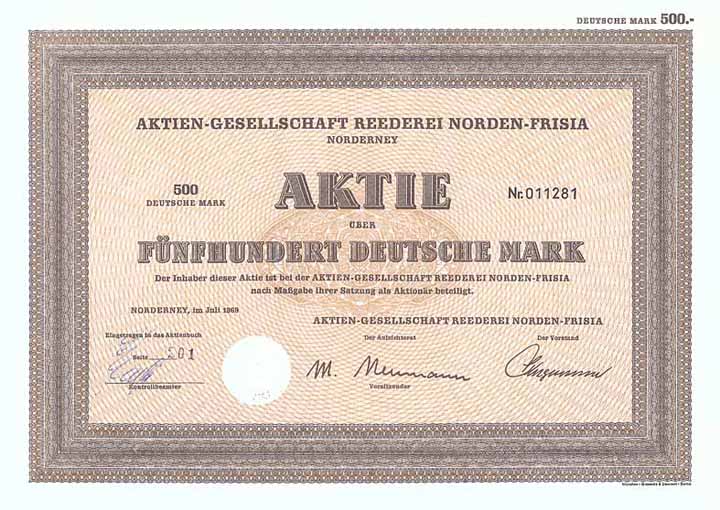 DEUTSCHE MARK 500.-
AKTIEN-GESELLSCHAFT REEDEREI NORDEN-FRISIA
NORDERNEY
500
DEUTSCHE MARK
AKTIE
Nr. 011281
ÜBER
FÜNFHUNDERT DEUTSCHE MARK
Der Inhaber dieser Aktie ist bei der AKTIEN-GESELLSCHAFT REEDEREI NORDEN-FRISIA
nach Maßgabe ihrer Satzung als Aktionär beteiligt.
NORDERNEY, im Juli 1969
AKTIEN-GESELLSCHAFT REEDEREI NORDEN-FRISIA
Eingetragen in das Aktienbuch
Der Aufsichtsrat
Der Vorstand
Seite 201
M. Neumann
Kontrollbeamter
Vorsitzender